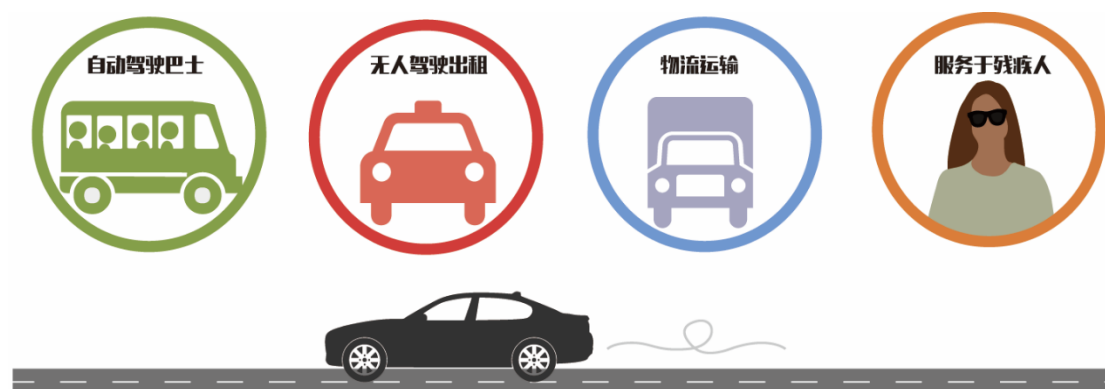 自动驾驶巴士
无人驾驶出租
物流运输
服务于残疾人